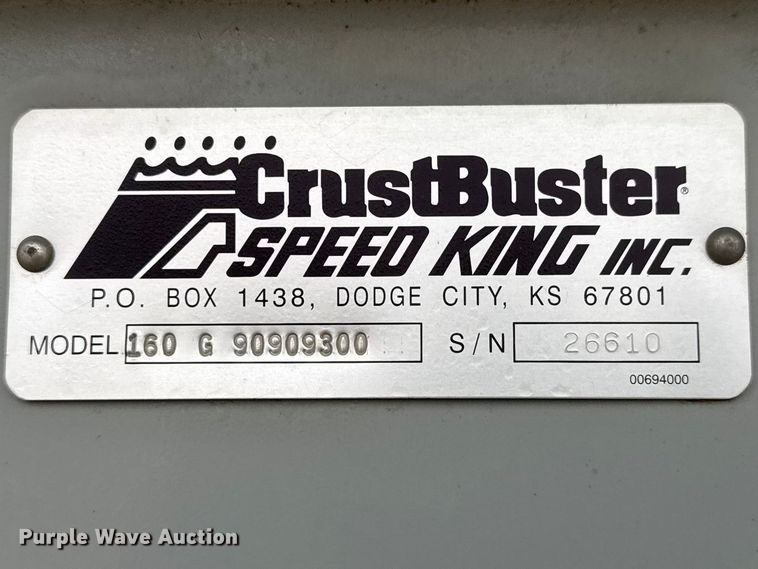 CrustBuster®
SPEED KING INC.
P.O. BOX 1438, DODGE CITY, KS 67801
MODEL 160 G 90909300 S/N 26610
00694000
Purple Wave Auction